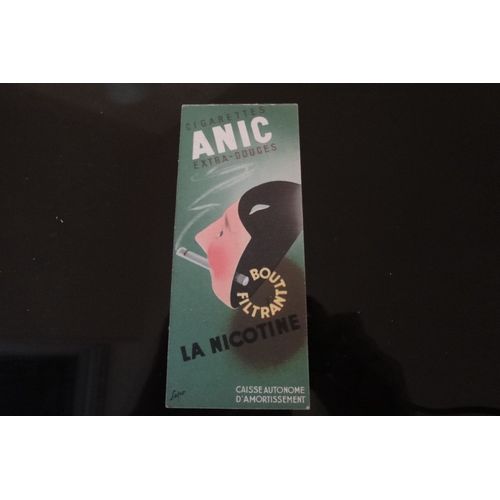 CIGARETTES
ANIC
EXTRA-DOUCES
BOUT
FILTRANT
LA NICOTINE
CAISSE AUTONOME
D'AMORTISSEMENT